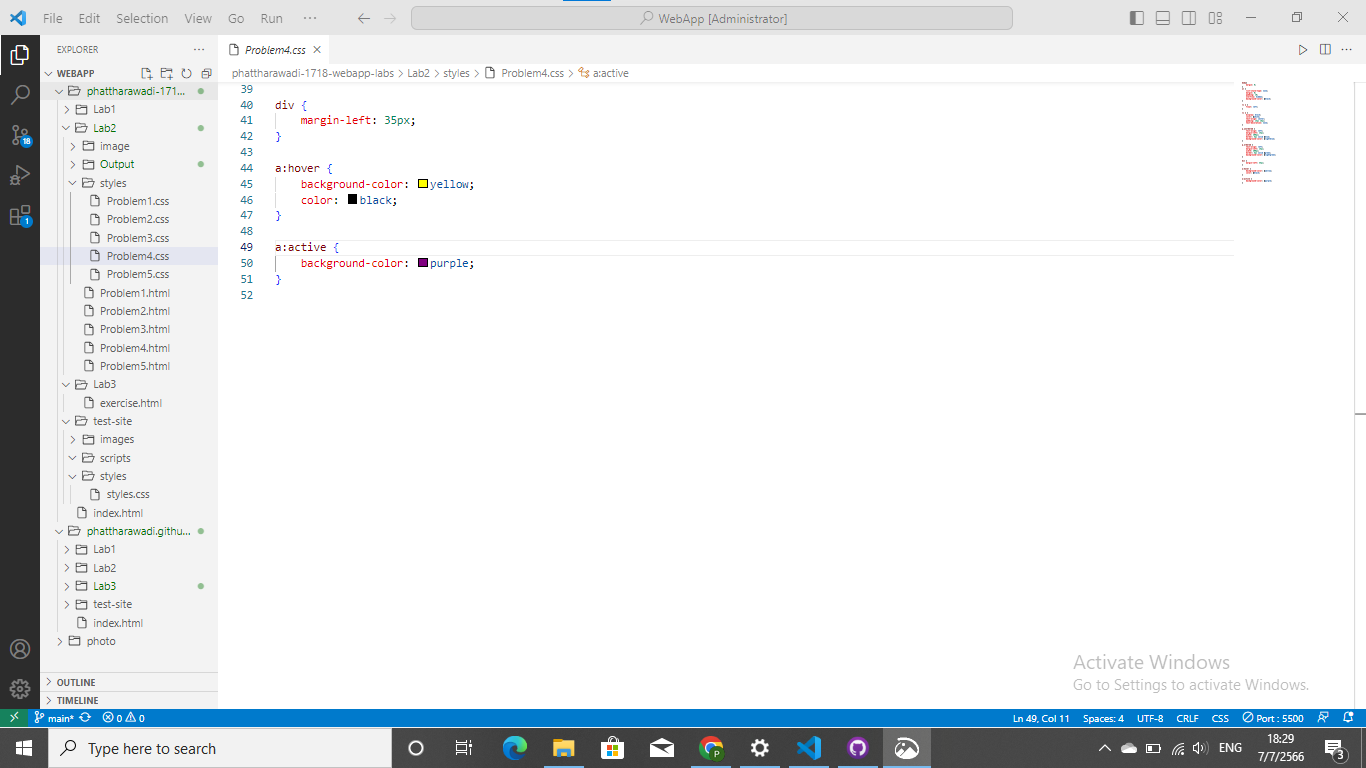 File Edit Selection View Go Run ··· WebApp [Administrator]
EXPLORER ···
WEBAPP
phattharawadi-171...
Lab1
Lab2
image
Output
styles
Problem1.css
Problem2.css
Problem3.css
Problem4.css
Problem5.css
Problem1.html
Problem2.html
Problem3.html
Problem4.html
Problem5.html
Lab3
exercise.html
test-site
images
scripts
styles
styles.css
index.html
phattharawadi.githu...
Lab1
Lab2
Lab3
test-site
index.html
photo
OUTLINE
TIMELINE
18
1
Problem4.css
phattharawadi-1718-webapp-labs > Lab2 > styles > Problem4.css > a:active
39
40 div {
41 margin-left: 35px;
42 }
43
44 a:hover {
45 background-color: yellow;
46 color: black;
47 }
48
49 a:active {
50 background-color: purple;
51 }
52
Activate Windows
Go to Settings to activate Windows.
main* 0 0 Ln 49, Col 11 Spaces: 4 UTF-8 CRLF CSS Port : 5500
Type here to search P ENG 18:29
7/7/2566 3